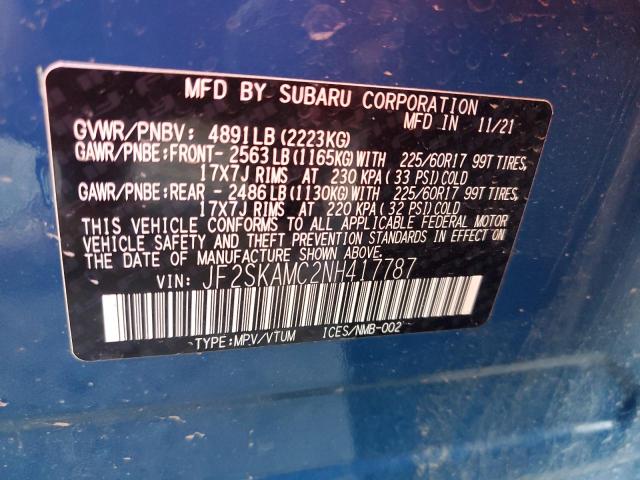 MFD BY SUBARU CORPORATION
MFD IN 11/21
GVWR/PNBV: 4891LB (2223KG)
GAWR/PNBE:FRONT- 2563LB(1165KG)WITH 225/60R17 99T TIRES,
17X7J RIMS AT 230 KPA (33 PSI) COLD
GAWR/PNBE:REAR - 2486LB(1130KG)WITH 225/60R17 99T TIRES,
17X7J RIMS AT 220 KPA (32 PSI) COLD
THIS VEHICLE CONFORMS TO ALL APPLICABLE FEDERAL MOTOR
VEHICLE SAFETY AND THEFT PREVENTION STANDARDS IN EFFECT ON
THE DATE OF MANUFACTURE SHOWN ABOVE.
VIN: JF2SKAMC2NH417787
TYPE:MPV/VTUM ICES/NMB-002